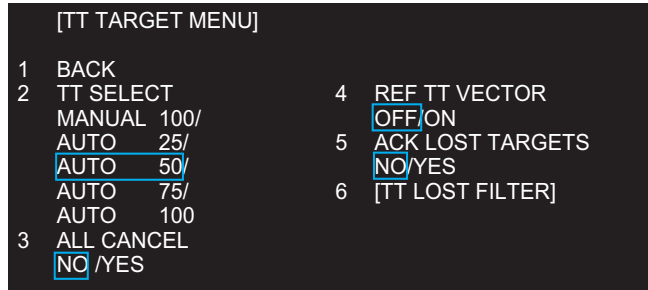 [TT TARGET MENU]
1 BACK
2 TT SELECT
MANUAL 100/
AUTO 25/
AUTO 50/
AUTO 75/
AUTO 100
3 ALL CANCEL
NO /YES
4 REF TT VECTOR
OFF/ON
5 ACK LOST TARGETS
NO/YES
6 [TT LOST FILTER]